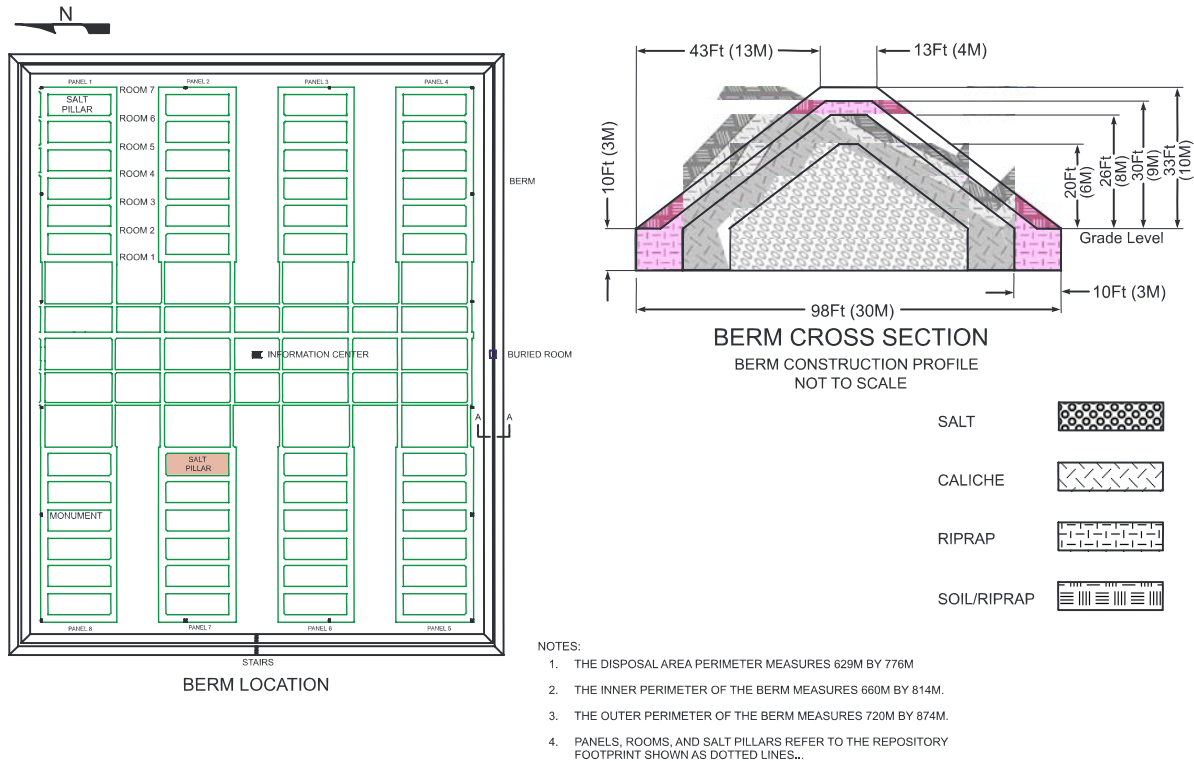 N
PANEL 1
PANEL 2
PANEL 3
PANEL 4
ROOM 7
SALT
PILLAR
ROOM 6
ROOM 5
ROOM 4
ROOM 3
ROOM 2
ROOM 1
BERM
INFORMATION CENTER
BURIED ROOM
A A
SALT
PILLAR
MONUMENT
PANEL 8
PANEL 7
PANEL 6
PANEL 5
STAIRS
BERM LOCATION
43Ft (13M)
13Ft (4M)
10Ft (3M)
20Ft
(6M)
26Ft
(8M)
30Ft
(9M)
33Ft
(10M)
Grade Level
10Ft (3M)
98Ft (30M)
BERM CROSS SECTION
BERM CONSTRUCTION PROFILE
NOT TO SCALE
SALT
CALICHE
RIPRAP
SOIL/RIPRAP
NOTES:
1. THE DISPOSAL AREA PERIMETER MEASURES 629M BY 776M
2. THE INNER PERIMETER OF THE BERM MEASURES 660M BY 814M.
3. THE OUTER PERIMETER OF THE BERM MEASURES 720M BY 874M.
4. PANELS, ROOMS, AND SALT PILLARS REFER TO THE REPOSITORY
FOOTPRINT SHOWN AS DOTTED LINES...